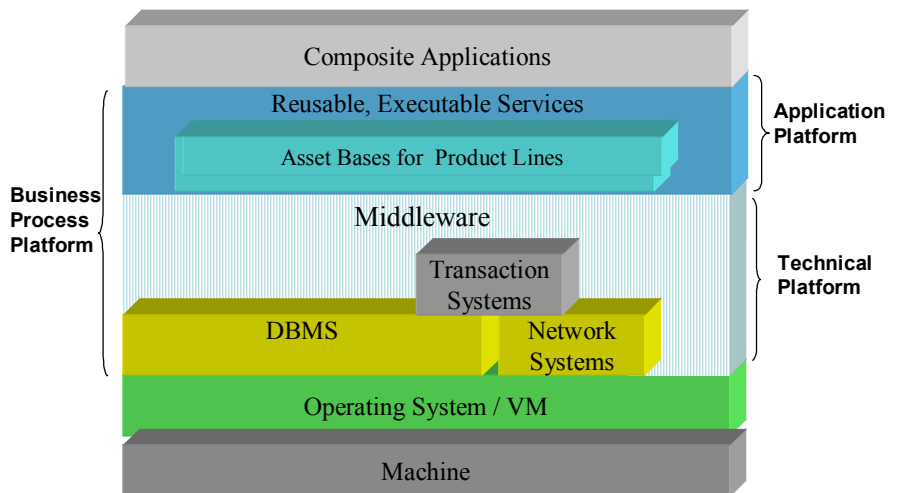 Composite Applications
Reusable, Executable Services
Application
Platform
Asset Bases for Product Lines
Business
Process
Platform
Middleware
Transaction
Systems
Technical
Platform
DBMS
Network
Systems
Operating System / VM
Machine